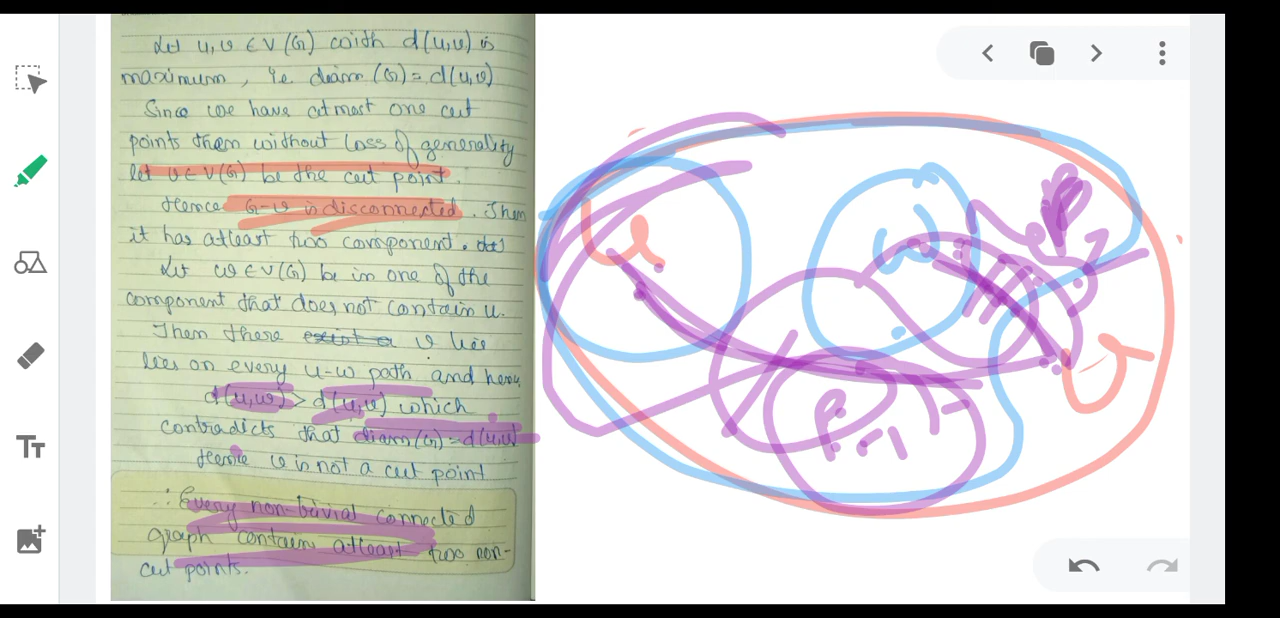 Let u,v ∈ V(G) with d(u,v) is
maximum, i.e diam(G) = d(u,v)
Since we have atmost one cut
points then without loss of generality
let v ∈ V(G) be the cut point.
Hence G-v is disconnected. Then
it has atleast two component.
Let w ∈ V(G) be in one of the
component that does not contain u.
Then there v lies
lies on every u-w path and hence
d(u,w) > d(u,v) which
contradicts that diam(G) = d(u,v)
Hence v is not a cut point
∴ Every non-trivial connected
graph contain atleast two non-
cut points.
u
v
Tт